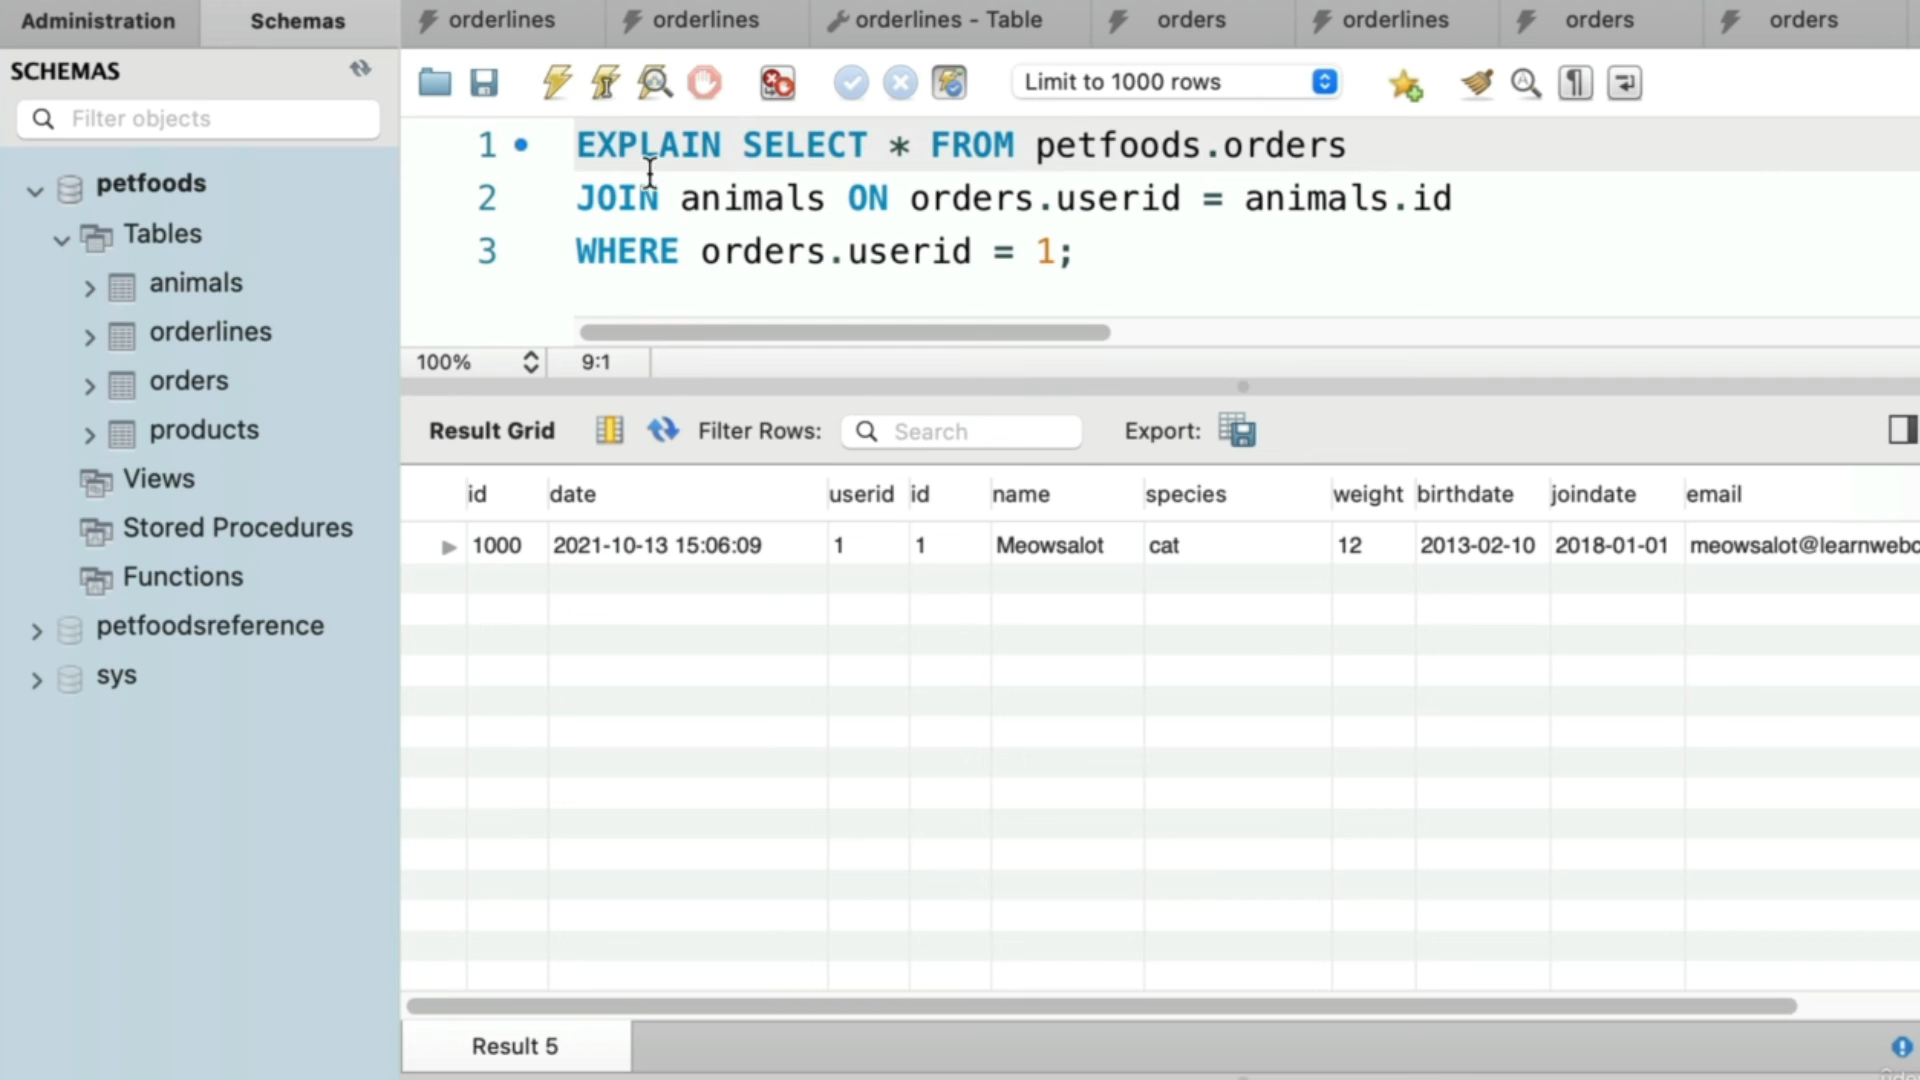 Administration
Schemas
orderlines
orderlines
orderlines - Table
orders
orderlines
orders
orders
SCHEMAS
Filter objects
petfoods
Tables
animals
orderlines
orders
products
Views
Stored Procedures
Functions
petfoodsreference
sys
Limit to 1000 rows
1 EXPLAIN SELECT * FROM petfoods.orders
2 JOIN animals ON orders.userid = animals.id
3 WHERE orders.userid = 1;
100% 9:1
Result Grid Filter Rows: Search Export:
id date userid id name species weight birthdate joindate email
1000 2021-10-13 15:06:09 1 1 Meowsalot cat 12 2013-02-10 2018-01-01 meowsalot@learnwebc
Result 5